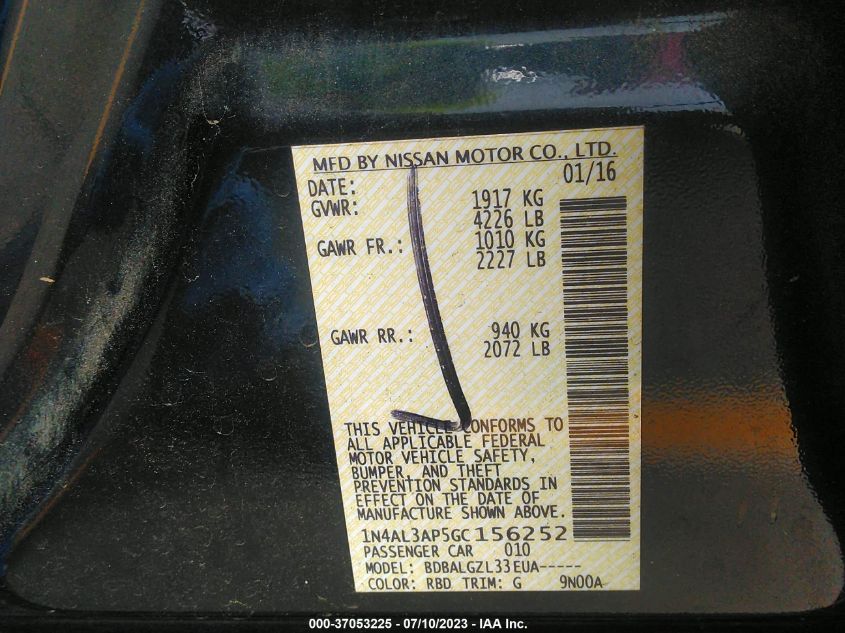 MFD BY NISSAN MOTOR CO., LTD.
DATE: 01/16
GVWR: 1917 KG
4226 LB
GAWR FR.: 1010 KG
2227 LB
GAWR RR.: 940 KG
2072 LB
THIS VEHICLE CONFORMS TO
ALL APPLICABLE FEDERAL
MOTOR VEHICLE SAFETY,
BUMPER, AND THEFT
PREVENTION STANDARDS IN
EFFECT ON THE DATE OF
MANUFACTURE SHOWN ABOVE.
1N4AL3AP5GC156252
PASSENGER CAR 010
MODEL: BDBALGZL33EUA-----
COLOR: RBD TRIM: G 9N00A
000-37053225 - 07/10/2023 - IAA Inc.